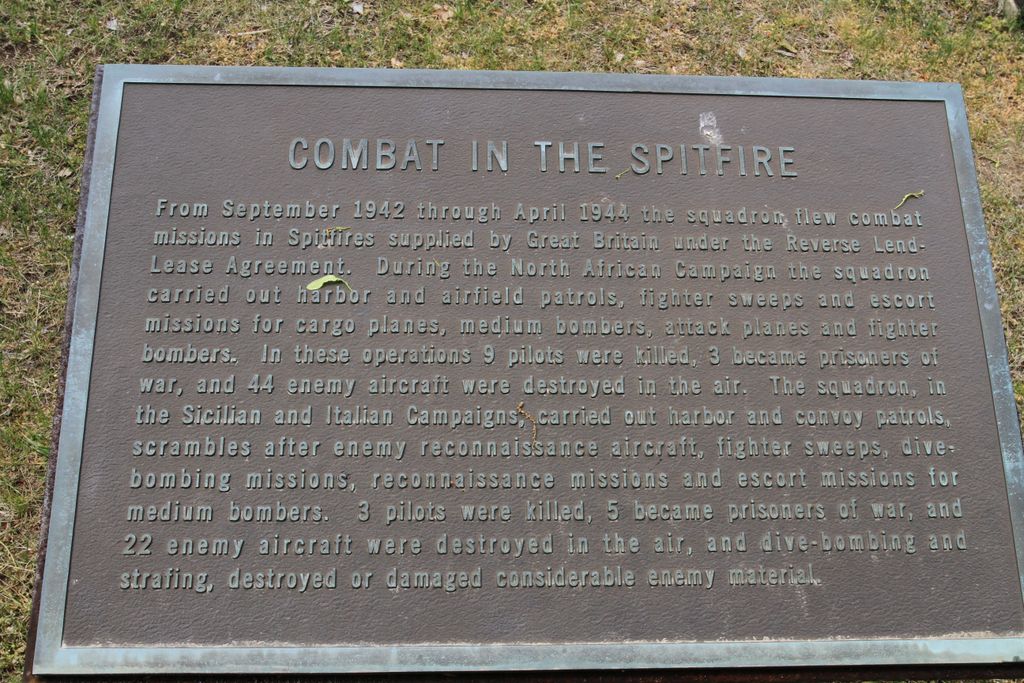 COMBAT IN THE SPITFIRE
From September 1942 through April 1944 the squadron flew combat
missions in Spitfires supplied by Great Britain under the Reverse Lend-
Lease Agreement. During the North African Campaign the squadron
carried out harbor and airfield patrols, fighter sweeps and escort
missions for cargo planes, medium bombers, attack planes and fighter
bombers. In these operations 9 pilots were killed, 3 became prisoners of
war, and 44 enemy aircraft were destroyed in the air. The squadron, in
the Sicilian and Italian Campaigns, carried out harbor and convoy patrols,
scrambles after enemy reconnaissance aircraft, fighter sweeps, dive-
bombing missions, reconnaissance missions and escort missions for
medium bombers. 3 pilots were killed, 5 became prisoners of war, and
22 enemy aircraft were destroyed in the air, and dive-bombing and
strafing, destroyed or damaged considerable enemy material.